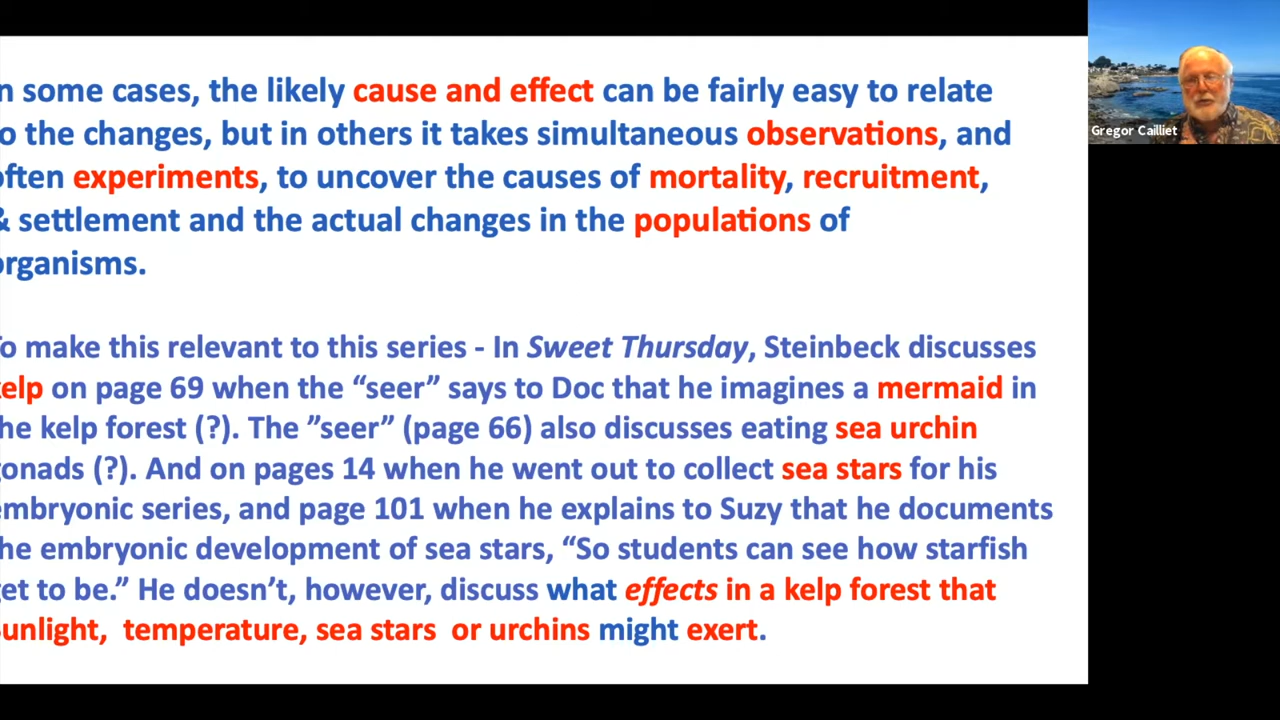 n some cases, the likely cause and effect can be fairly easy to relate
o the changes, but in others it takes simultaneous observations, and
often experiments, to uncover the causes of mortality, recruitment,
& settlement and the actual changes in the populations of
organisms.
To make this relevant to this series - In Sweet Thursday, Steinbeck discusses
kelp on page 69 when the “seer” says to Doc that he imagines a mermaid in
the kelp forest (?). The ”seer” (page 66) also discusses eating sea urchin
gonads (?). And on pages 14 when he went out to collect sea stars for his
embryonic series, and page 101 when he explains to Suzy that he documents
the embryonic development of sea stars, “So students can see how starfish
get to be.” He doesn’t, however, discuss what effects in a kelp forest that
sunlight, temperature, sea stars or urchins might exert.
Gregor Cailliet